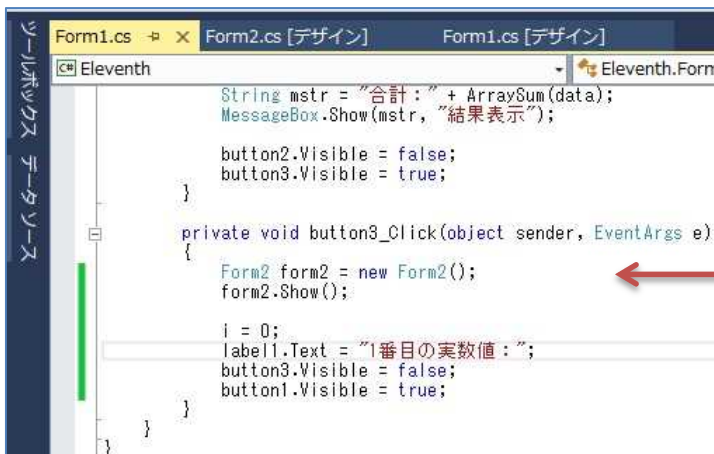 Form1.cs
Form2.cs [デザイン]
Form1.cs [デザイン]
C# Eleventh
Eleventh.Form
ツールボックス
データソース
String mstr = "合計：" + ArraySum(data);
MessageBox.Show(mstr, "結果表示");
button2.Visible = false;
button3.Visible = true;
}
private void button3_Click(object sender, EventArgs e)
{
Form2 form2 = new Form2();
form2.Show();
i = 0;
label1.Text = "1番目の実数値：";
button3.Visible = false;
button1.Visible = true;
}
}
}